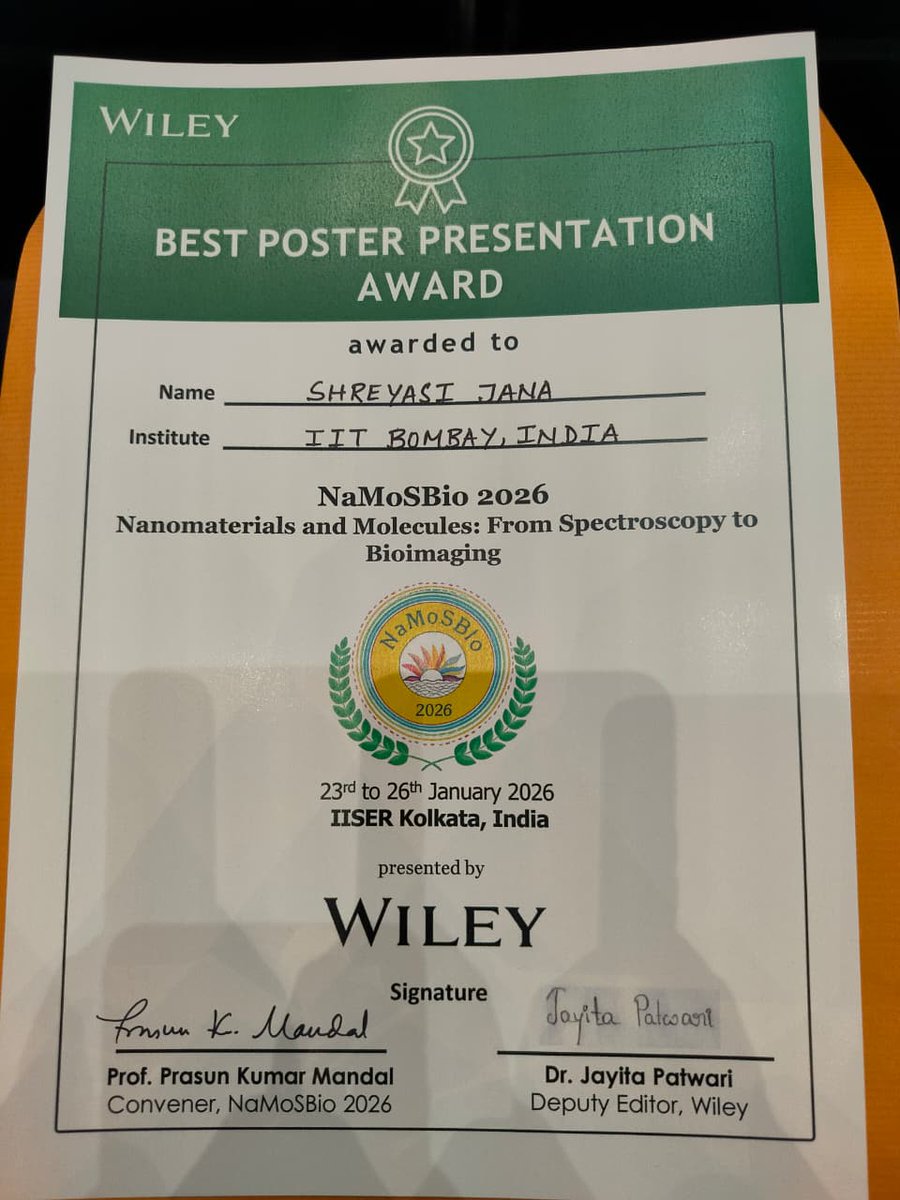 WILEY
BEST POSTER PRESENTATION
AWARD
awarded to
Name SHREYASI JANA
Institute IIT BOMBAY, INDIA
NaMoSBio 2026
Nanomaterials and Molecules: From Spectroscopy to
Bioimaging
NaMoSBio
2026
23rd to 26th January 2026
IISER Kolkata, India
presented by
WILEY
Signature
Prasun K. Mandal
Jayita Patwari
Prof. Prasun Kumar Mandal
Convener, NaMoSBio 2026
Dr. Jayita Patwari
Deputy Editor, Wiley